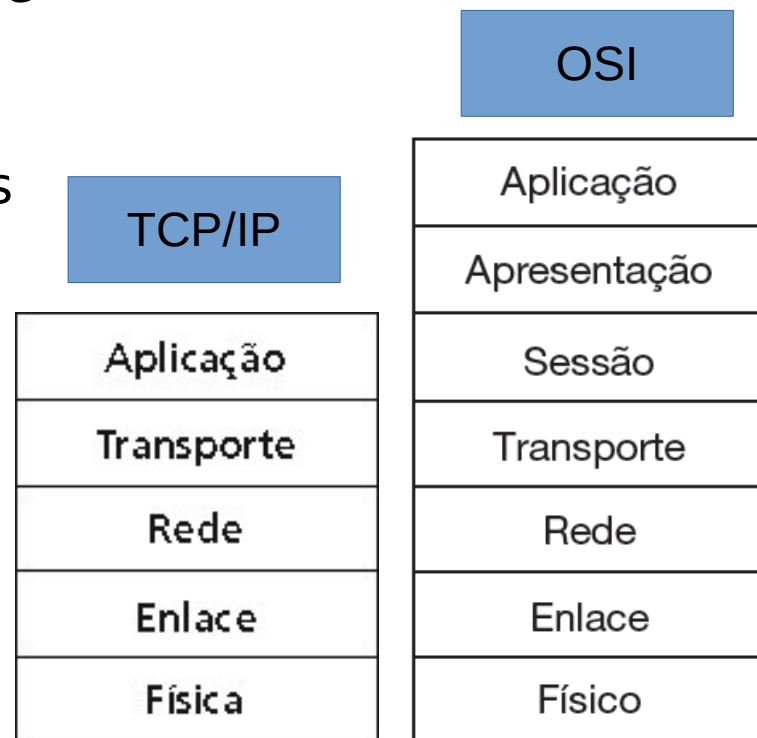 OSI
s
TCP/IP
Aplicação
Apresentação
Sessão
Transporte
Rede
Enlace
Físico
Aplicação
Transporte
Rede
Enlace
Física